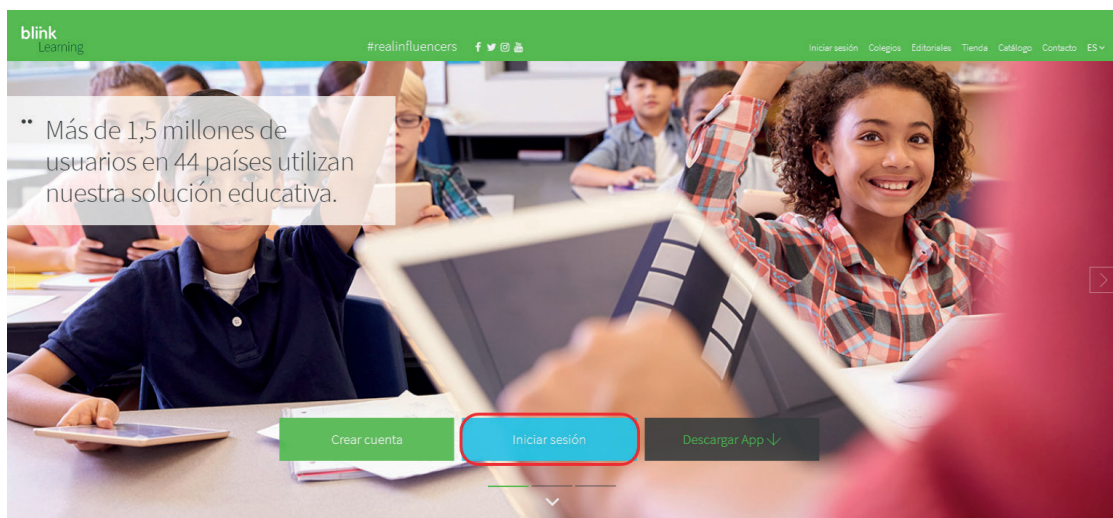 blink
Learning
#realinfluencers
Iniciar sesión Colegios Editoriales Tienda Catálogo Contacto ES
Más de 1,5 millones de
usuarios en 44 países utilizan
nuestra solución educativa.
Crear cuenta
Iniciar sesión
Descargar App